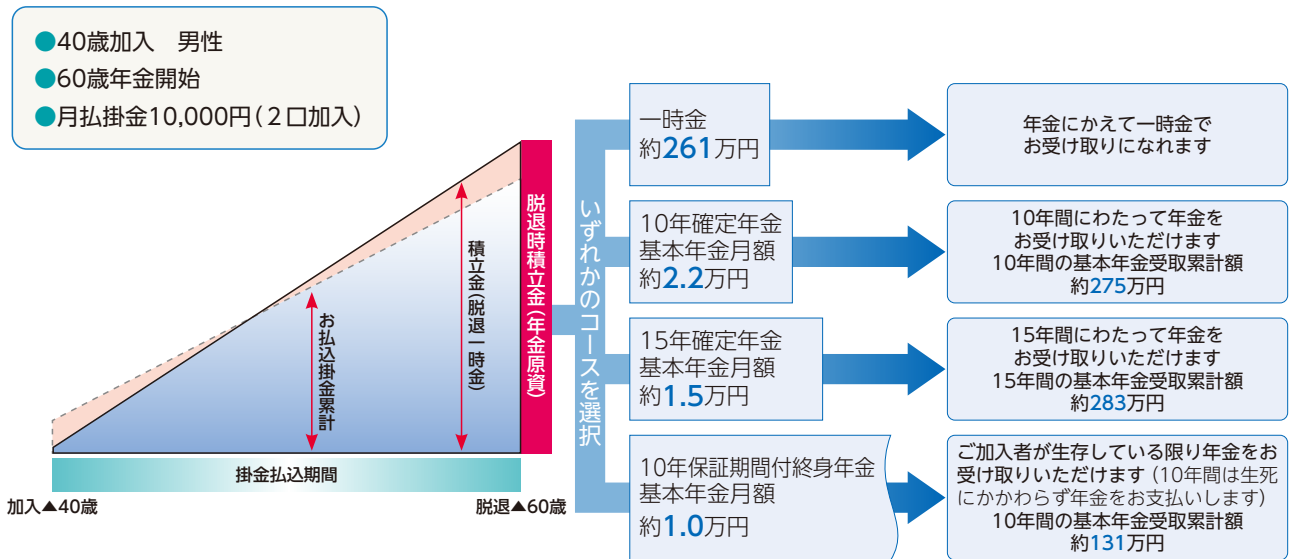 ●40歳加入　男性
●60歳年金開始
●月払掛金10,000円(２口加入)
お払込掛金累計
積立金(脱退一時金)
脱退時積立金(年金原資)
掛金払込期間
加入▲40歳
脱退▲60歳
いずれかのコースを選択
一時金
約261万円
年金にかえて一時金で
お受け取りになれます
10年確定年金
基本年金月額
約2.2万円
10年間にわたって年金を
お受け取りいただけます
10年間の基本年金受取累計額
約275万円
15年確定年金
基本年金月額
約1.5万円
15年間にわたって年金を
お受け取りいただけます
15年間の基本年金受取累計額
約283万円
10年保証期間付終身年金
基本年金月額
約1.0万円
ご加入者が生存している限り年金をお
受け取りいただけます(10年間は生死
にかかわらず年金をお支払いします)
10年間の基本年金受取累計額
約131万円